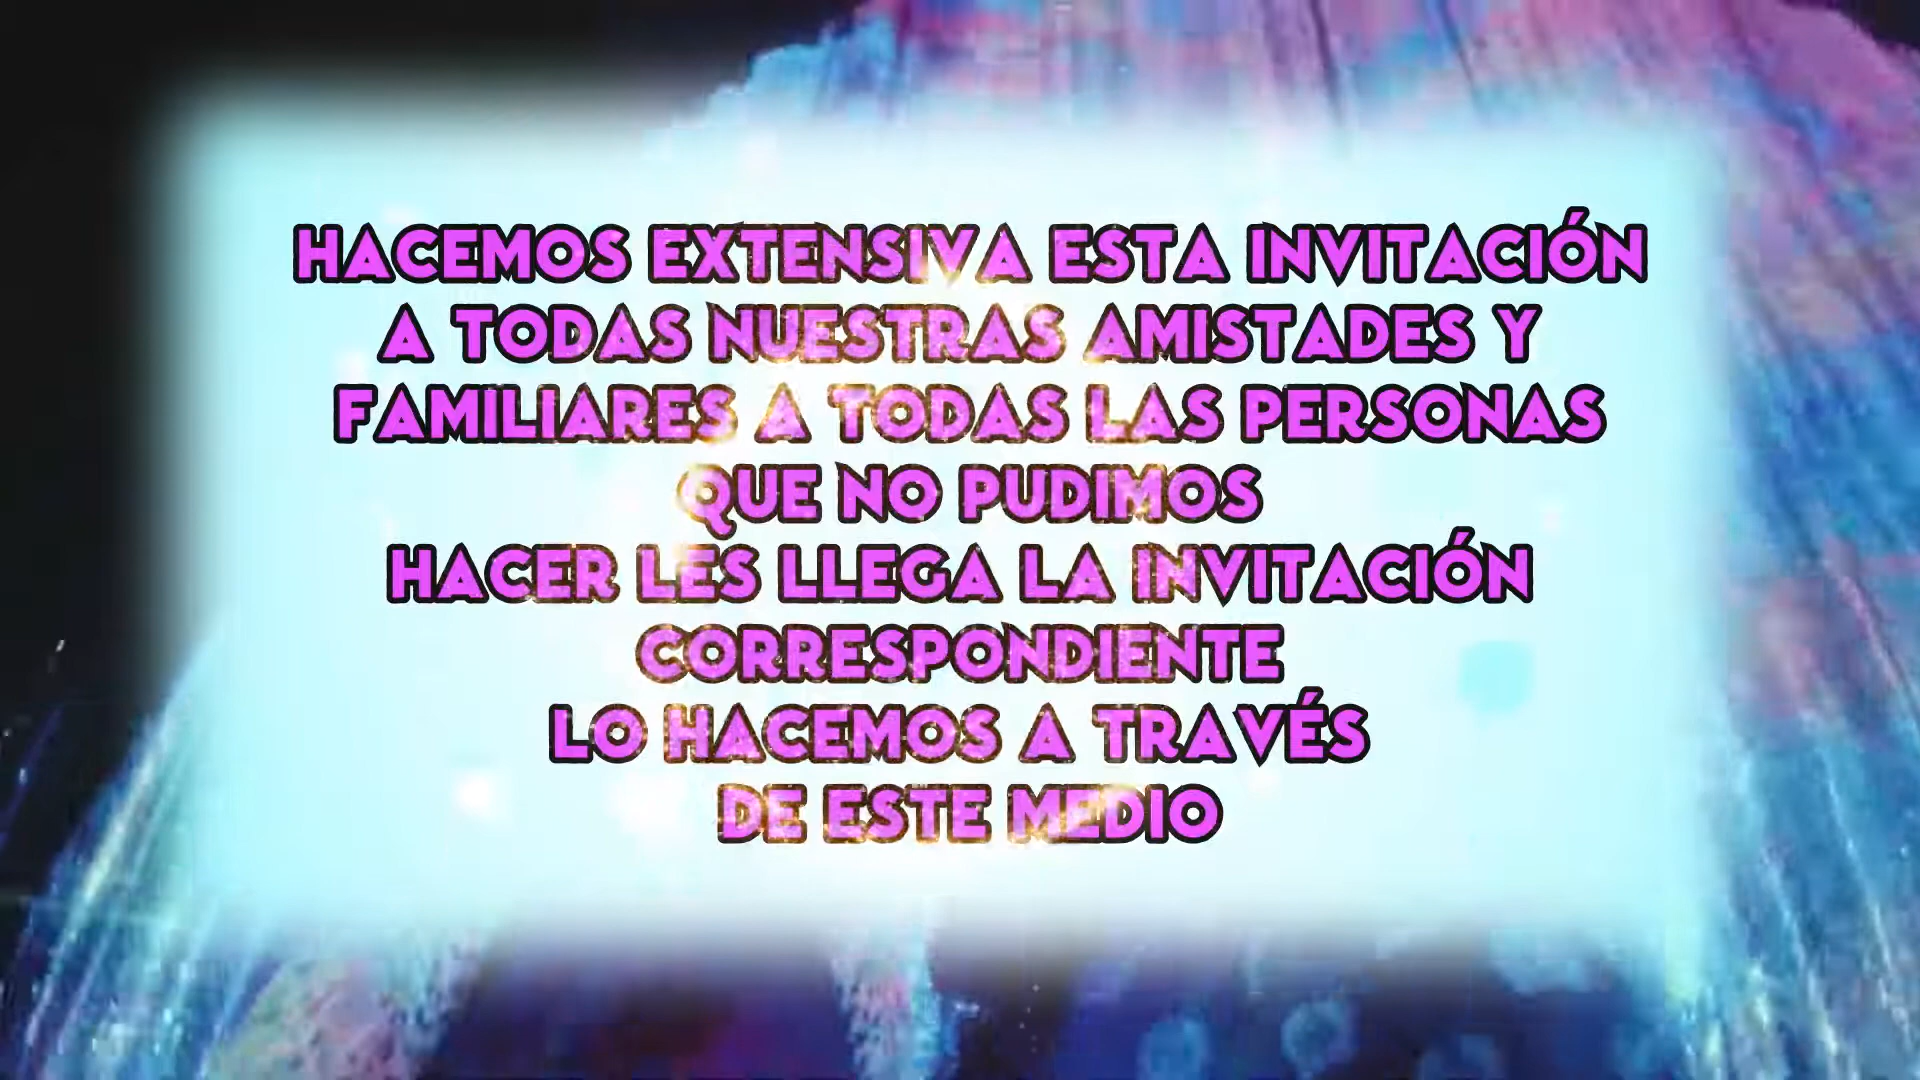 HACEMOS EXTENSIVA ESTA INVITACIÓN
A TODAS NUESTRAS AMISTADES Y
FAMILIARES A TODAS LAS PERSONAS
QUE NO PUDIMOS
HACER LES LLEGA LA INVITACIÓN
CORRESPONDIENTE
LO HACEMOS A TRAVÉS
DE ESTE MEDIO